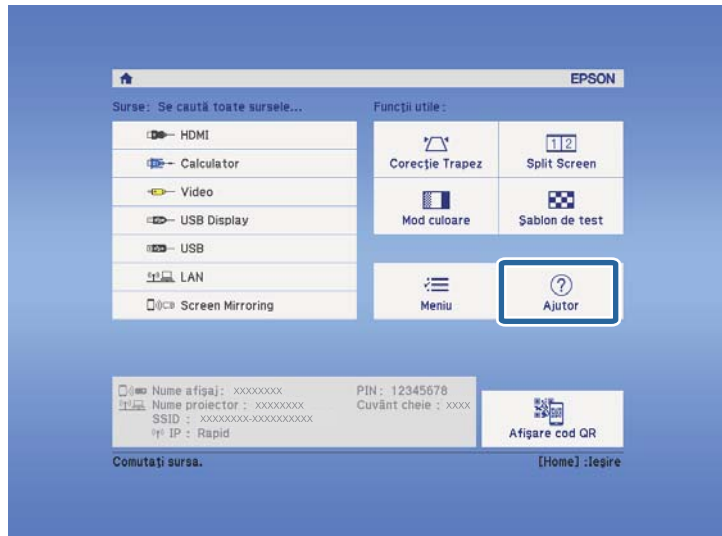 EPSON
Surse: Se caută toate sursele...
HDMI
Calculator
Video
USB Display
USB
LAN
Screen Mirroring
Funcții utile:
Corecție Trapez
1 2
Split Screen
Mod culoare
Șablon de test
Meniu
?
Ajutor
Nume afișaj: XXXXXXXX
Nume proiector : XXXXXXXX
SSID : XXXXXXXX-XXXXXXXXXX
IP : Rapid
PIN: 12345678
Cuvânt cheie : XXXX
Afișare cod QR
Comutați sursa.
[Home] :Ieșire